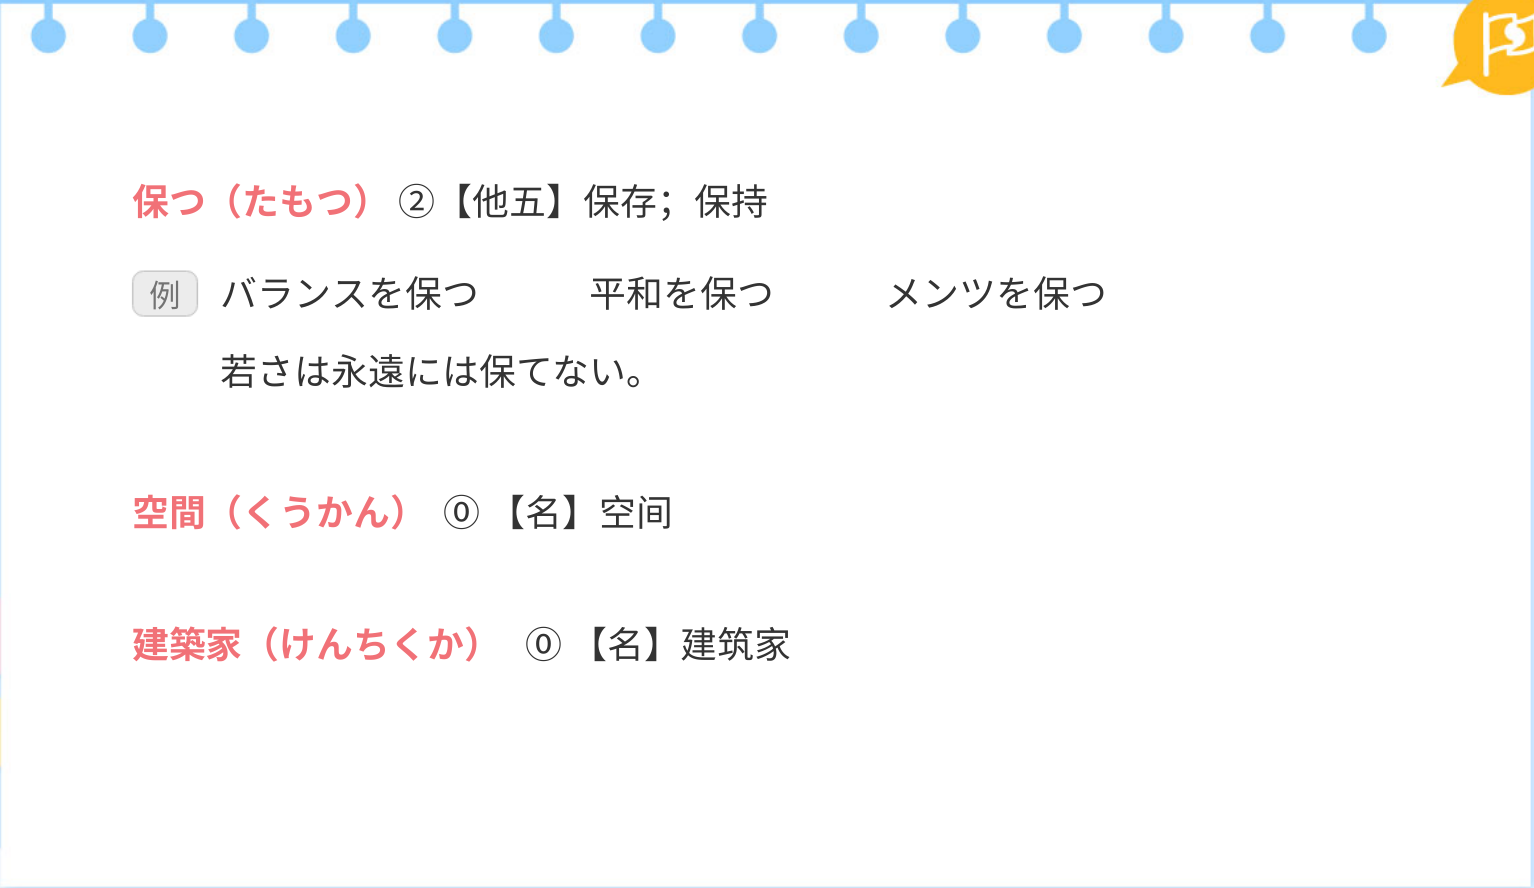 保つ（たもつ） ②【他五】保存；保持
例 バランスを保つ 平和を保つ メンツを保つ
若さは永遠には保てない。
空間（くうかん） ⓪ 【名】空间
建築家（けんちくか） ⓪ 【名】建筑家